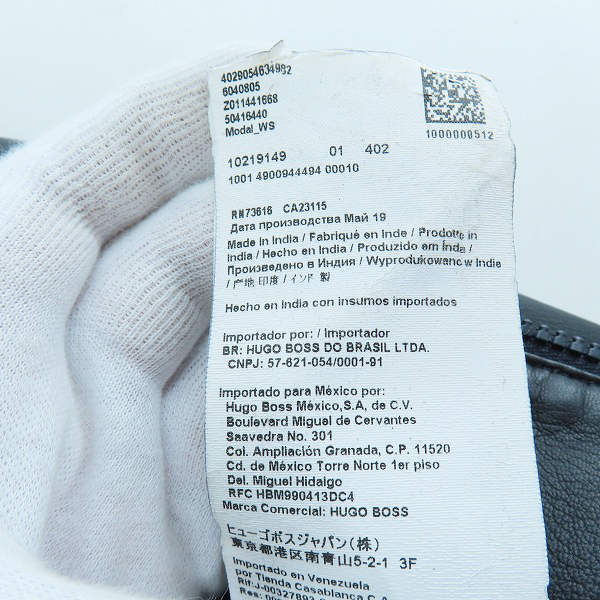 4029054634982
6040805
Z011441668
50416440
Modal_WS
1000000512
10219149 01 402
1001 4900944494 00010
RN73616 CA23115
Дата производства Май 19
Made in India / Fabriqué en Inde / Prodotto in
India / Hecho en India / Produzido em Índia /
Произведено в Индия / Wyprodukowano w Indie
/ 产地 印度 / インド 製
Hecho en India con insumos importados
Importador por: / Importador
BR: HUGO BOSS DO BRASIL LTDA.
CNPJ: 57-621-054/0001-91
Importado para México por:
Hugo Boss México,S.A, de C.V.
Boulevard Miguel de Cervantes
Saavedra No. 301
Col. Ampliación Granada, C.P. 11520
Cd. de México Torre Norte 1er piso
Del. Miguel Hidalgo
RFC HBM990413DC4
Marca Comercial: HUGO BOSS
ヒューゴボスジャパン(株)
東京都港区南青山5-2-1 3F
Importado en Venezuela
por Tienda Casablanca C.A.
Rif:J-00327893-
Res: 00